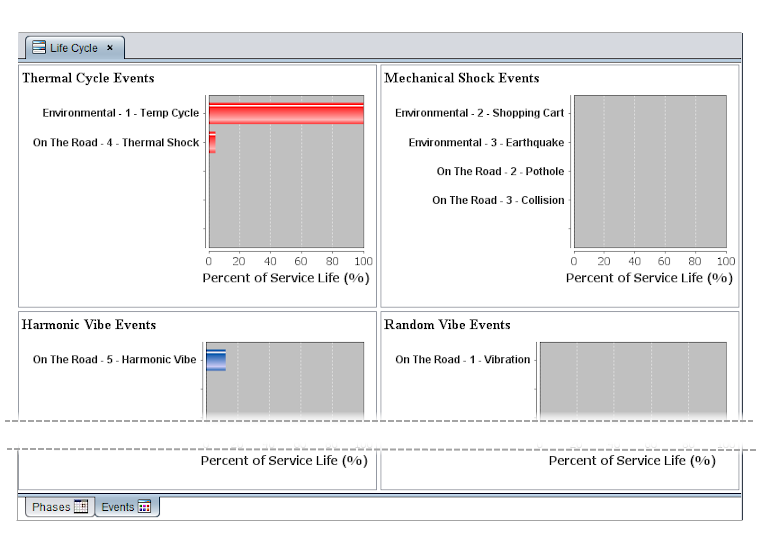 Life Cycle ×
Thermal Cycle Events
Environmental - 1 - Temp Cycle
On The Road - 4 - Thermal Shock
0 20 40 60 80 100
Percent of Service Life (%)
Mechanical Shock Events
Environmental - 2 - Shopping Cart
Environmental - 3 - Earthquake
On The Road - 2 - Pothole
On The Road - 3 - Collision
0 20 40 60 80 100
Percent of Service Life (%)
Harmonic Vibe Events
On The Road - 5 - Harmonic Vibe
Percent of Service Life (%)
Random Vibe Events
On The Road - 1 - Vibration
Percent of Service Life (%)
Phases Events